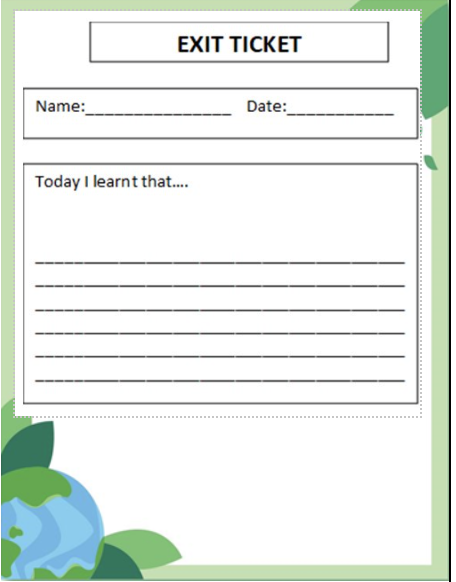 EXIT TICKET
Name:_______________ Date:___________
Today I learnt that....